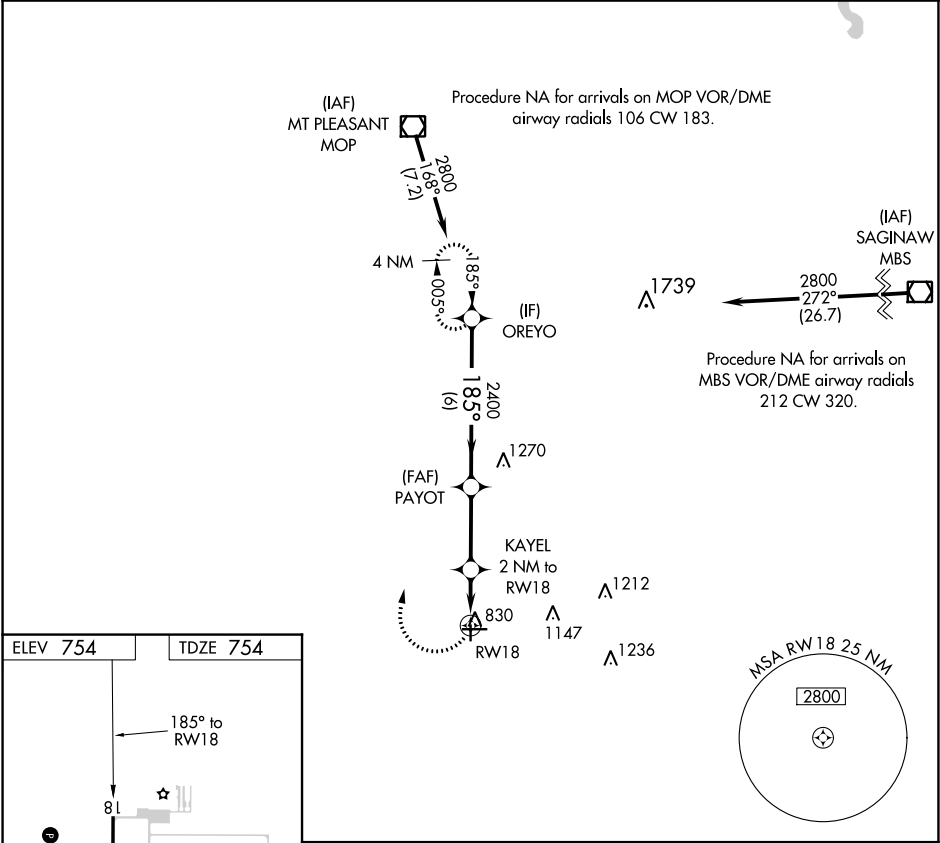 (IAF)
MT PLEASANT
MOP
Procedure NA for arrivals on MOP VOR/DME
airway radials 106 CW 183.
2800
168°
(7.2)
4 NM
185°
005°
(IF)
OREYO
1739
(IAF)
SAGINAW
MBS
2800
272°
(26.7)
Procedure NA for arrivals on
MBS VOR/DME airway radials
212 CW 320.
2400
185°
(6)
1270
(FAF)
PAYOT
KAYEL
2 NM to
RW18
830
RW18
1147
1212
1236
MSA RW18 25 NM
2800
ELEV 754
TDZE 754
185° to
RW18
18
P